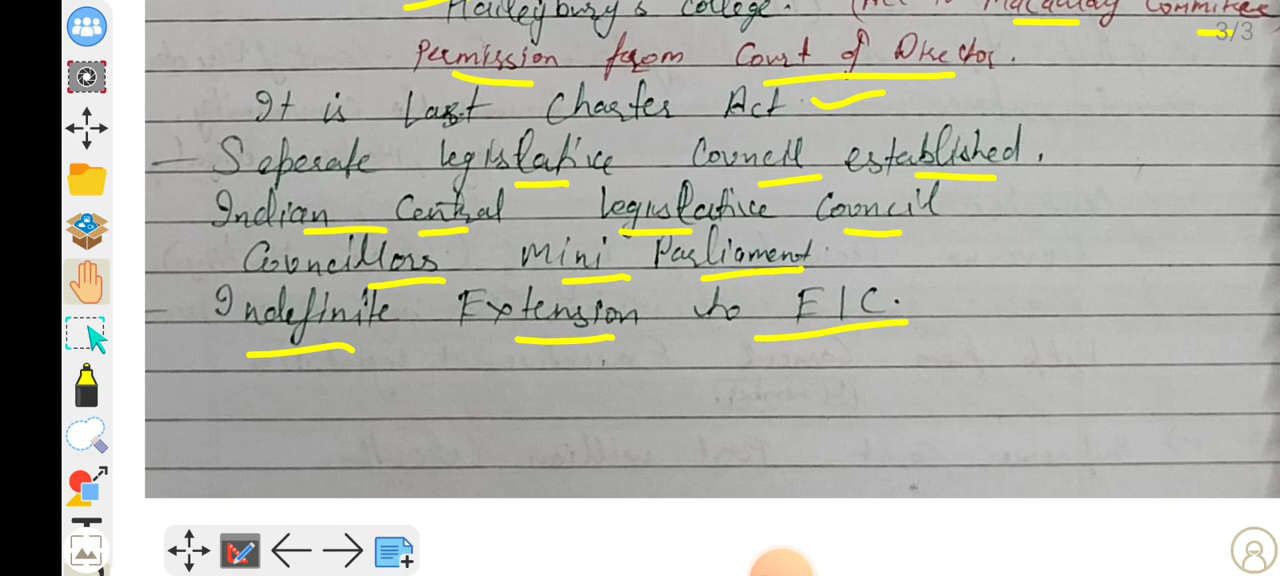 Haileybury's College. (Macaulay Committee
3/3
Permission from Court of Director.
It is Last Charter Act.
— Seperate legislative Council established.
Indian Central legislative Council
Councillors Mini Parliament.
— Indefinite Extension to EIC.